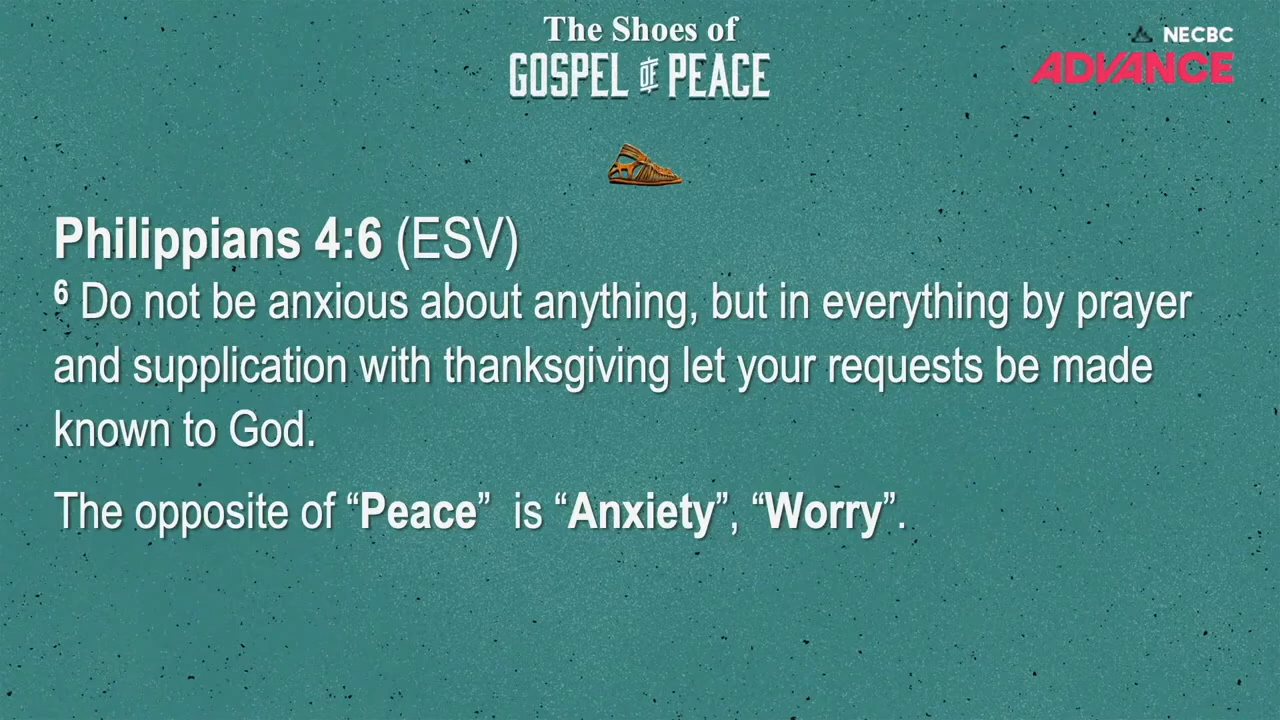 The Shoes of
GOSPEL OF PEACE
NECBC
ADVANCE
Philippians 4:6 (ESV)
6 Do not be anxious about anything, but in everything by prayer
and supplication with thanksgiving let your requests be made
known to God.
The opposite of “Peace”  is “Anxiety”, “Worry”.